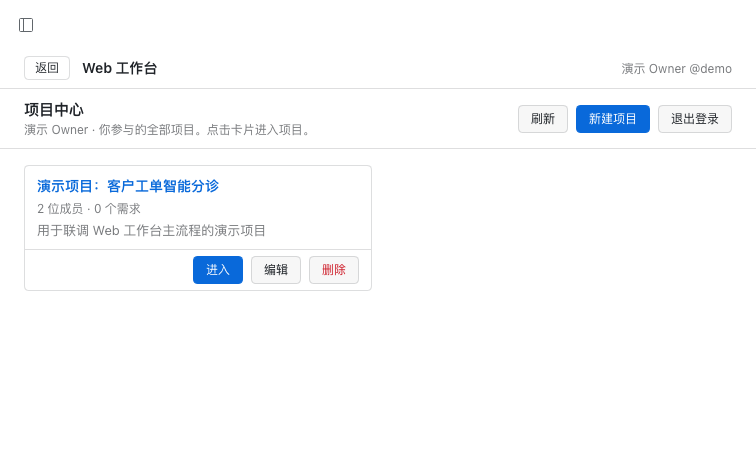 返回 Web 工作台 演示 Owner @demo
项目中心
演示 Owner · 你参与的全部项目。点击卡片进入项目。
刷新 新建项目 退出登录
演示项目：客户工单智能分诊
2 位成员 · 0 个需求
用于联调 Web 工作台主流程的演示项目
进入 编辑 删除